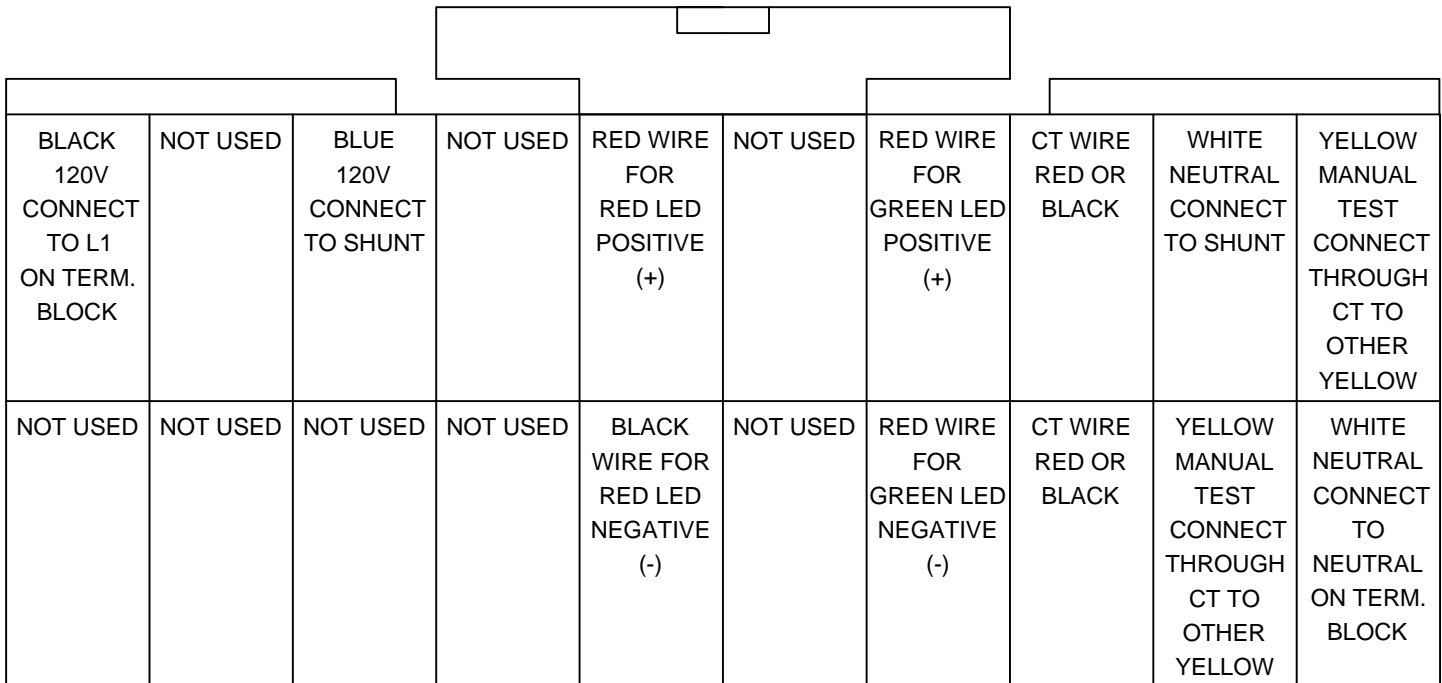 BLACK
120V
CONNECT
TO L1
ON TERM.
BLOCK
NOT USED
BLUE
120V
CONNECT
TO SHUNT
NOT USED
RED WIRE
FOR
RED LED
POSITIVE
(+)
NOT USED
RED WIRE
FOR
GREEN LED
POSITIVE
(+)
CT WIRE
RED OR
BLACK
WHITE
NEUTRAL
CONNECT
TO SHUNT
YELLOW
MANUAL
TEST
CONNECT
THROUGH
CT TO
OTHER
YELLOW
NOT USED
NOT USED
NOT USED
NOT USED
BLACK
WIRE FOR
RED LED
NEGATIVE
(-)
NOT USED
RED WIRE
FOR
GREEN LED
NEGATIVE
(-)
CT WIRE
RED OR
BLACK
YELLOW
MANUAL
TEST
CONNECT
THROUGH
CT TO
OTHER
YELLOW
WHITE
NEUTRAL
CONNECT
TO
NEUTRAL
ON TERM.
BLOCK